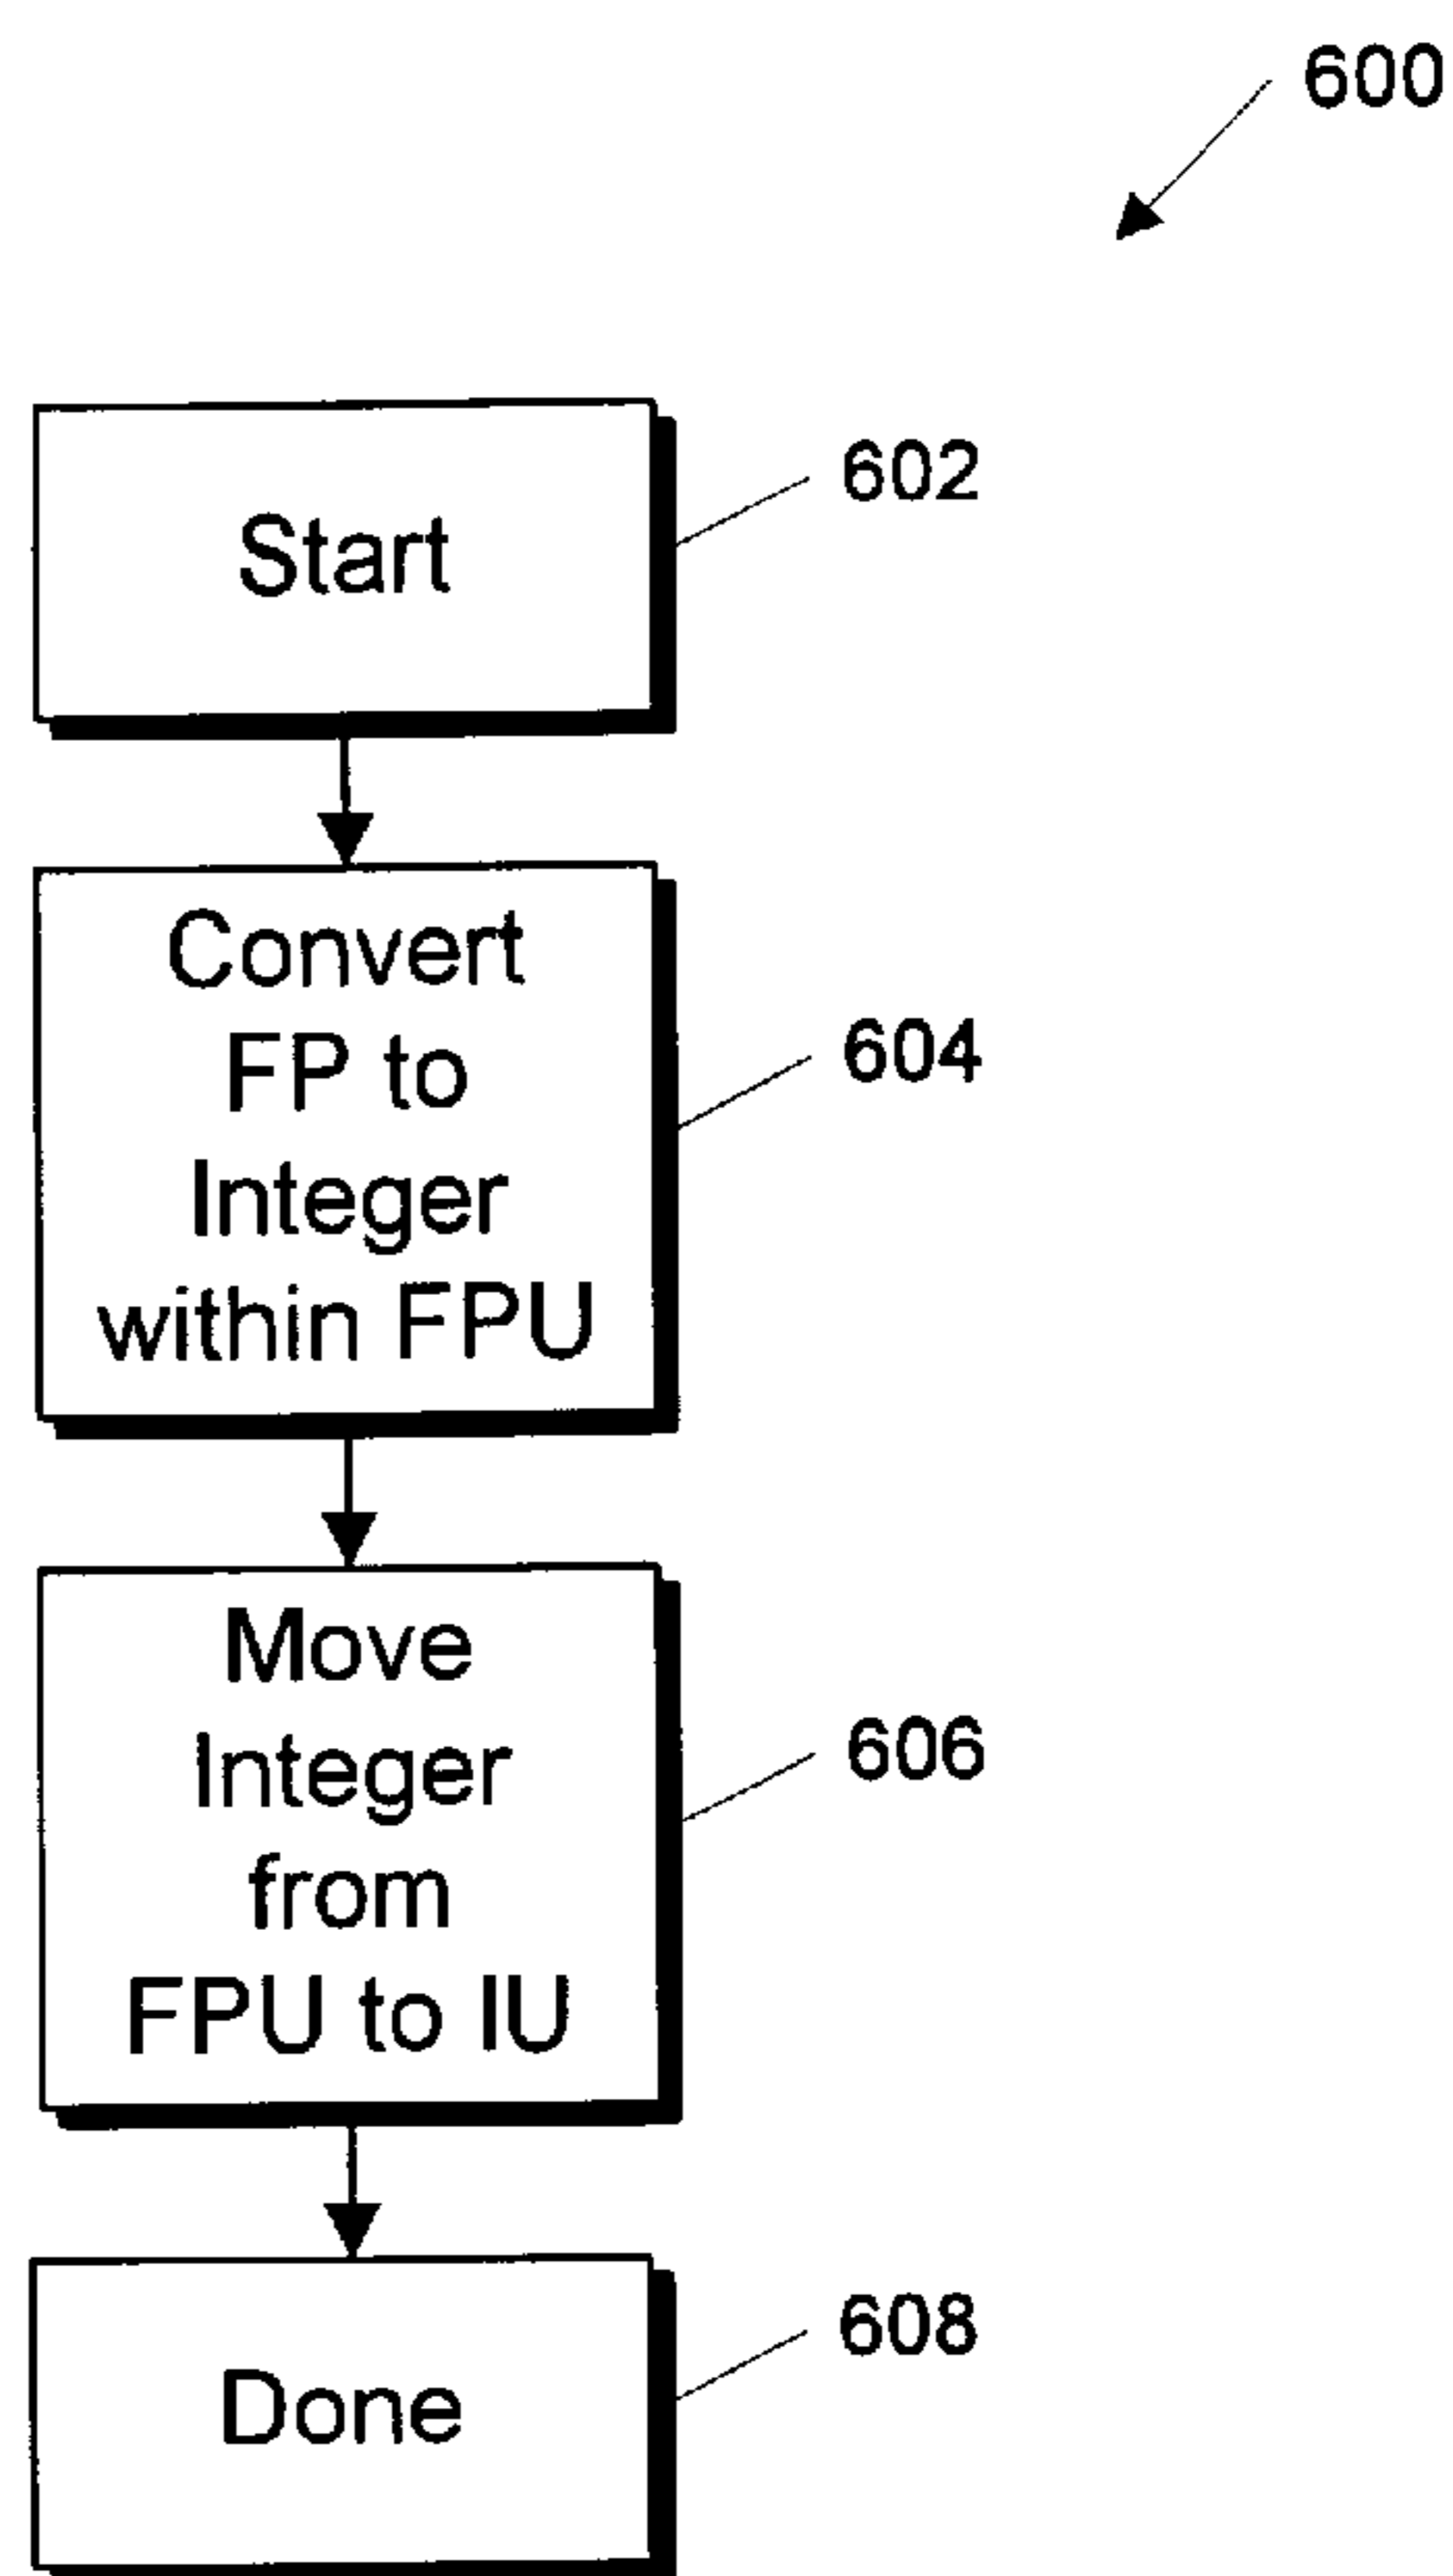 600
Start
602
Convert
FP to
Integer
within FPU
604
Move
Integer
from
FPU to IU
606
Done
608